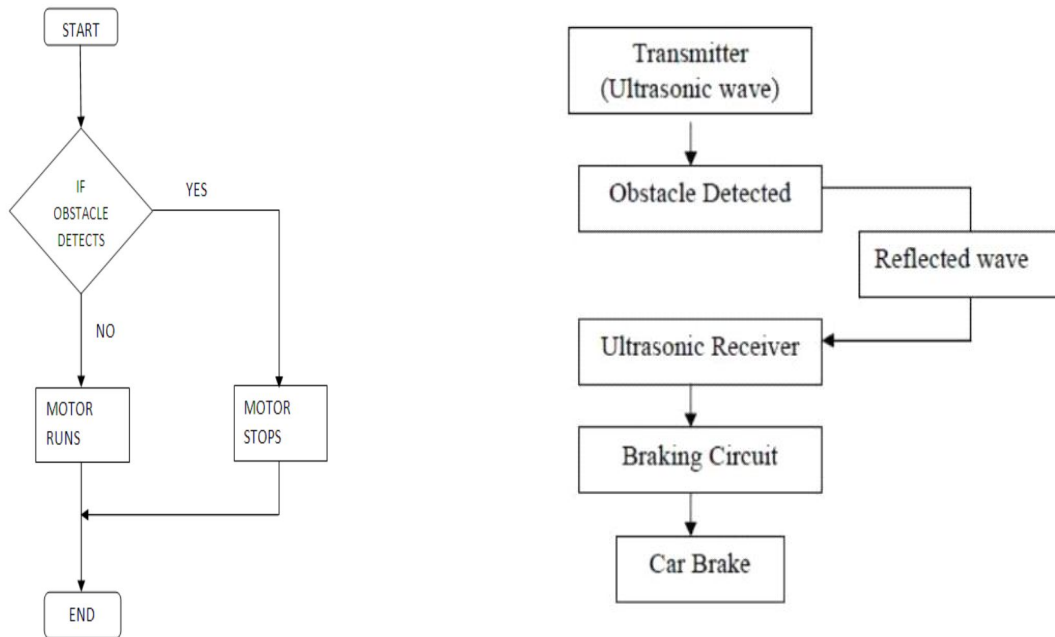 START
IF
OBSTACLE
DETECTS
YES
NO
MOTOR
RUNS
MOTOR
STOPS
END
Transmitter
(Ultrasonic wave)
Obstacle Detected
Reflected wave
Ultrasonic Receiver
Braking Circuit
Car Brake